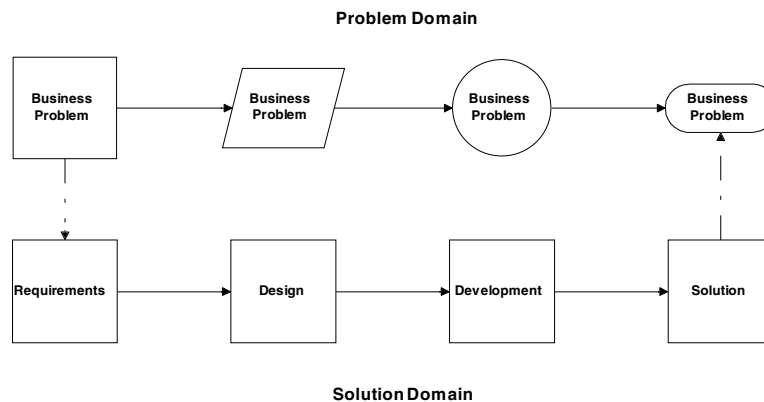 Problem Domain
Business
Problem
Business
Problem
Business
Problem
Business
Problem
Requirements
Design
Development
Solution
Solution Domain